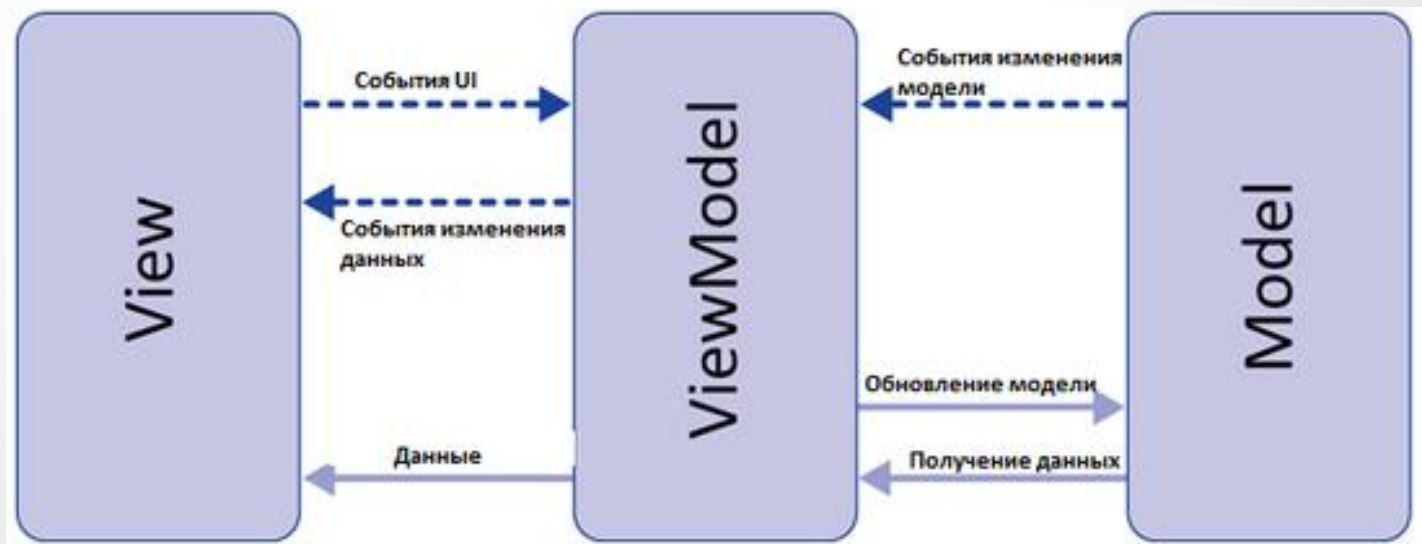 View
События UI
События изменения
данных
Данные
ViewModel
События изменения
модели
Обновление модели
Получение данных
Model